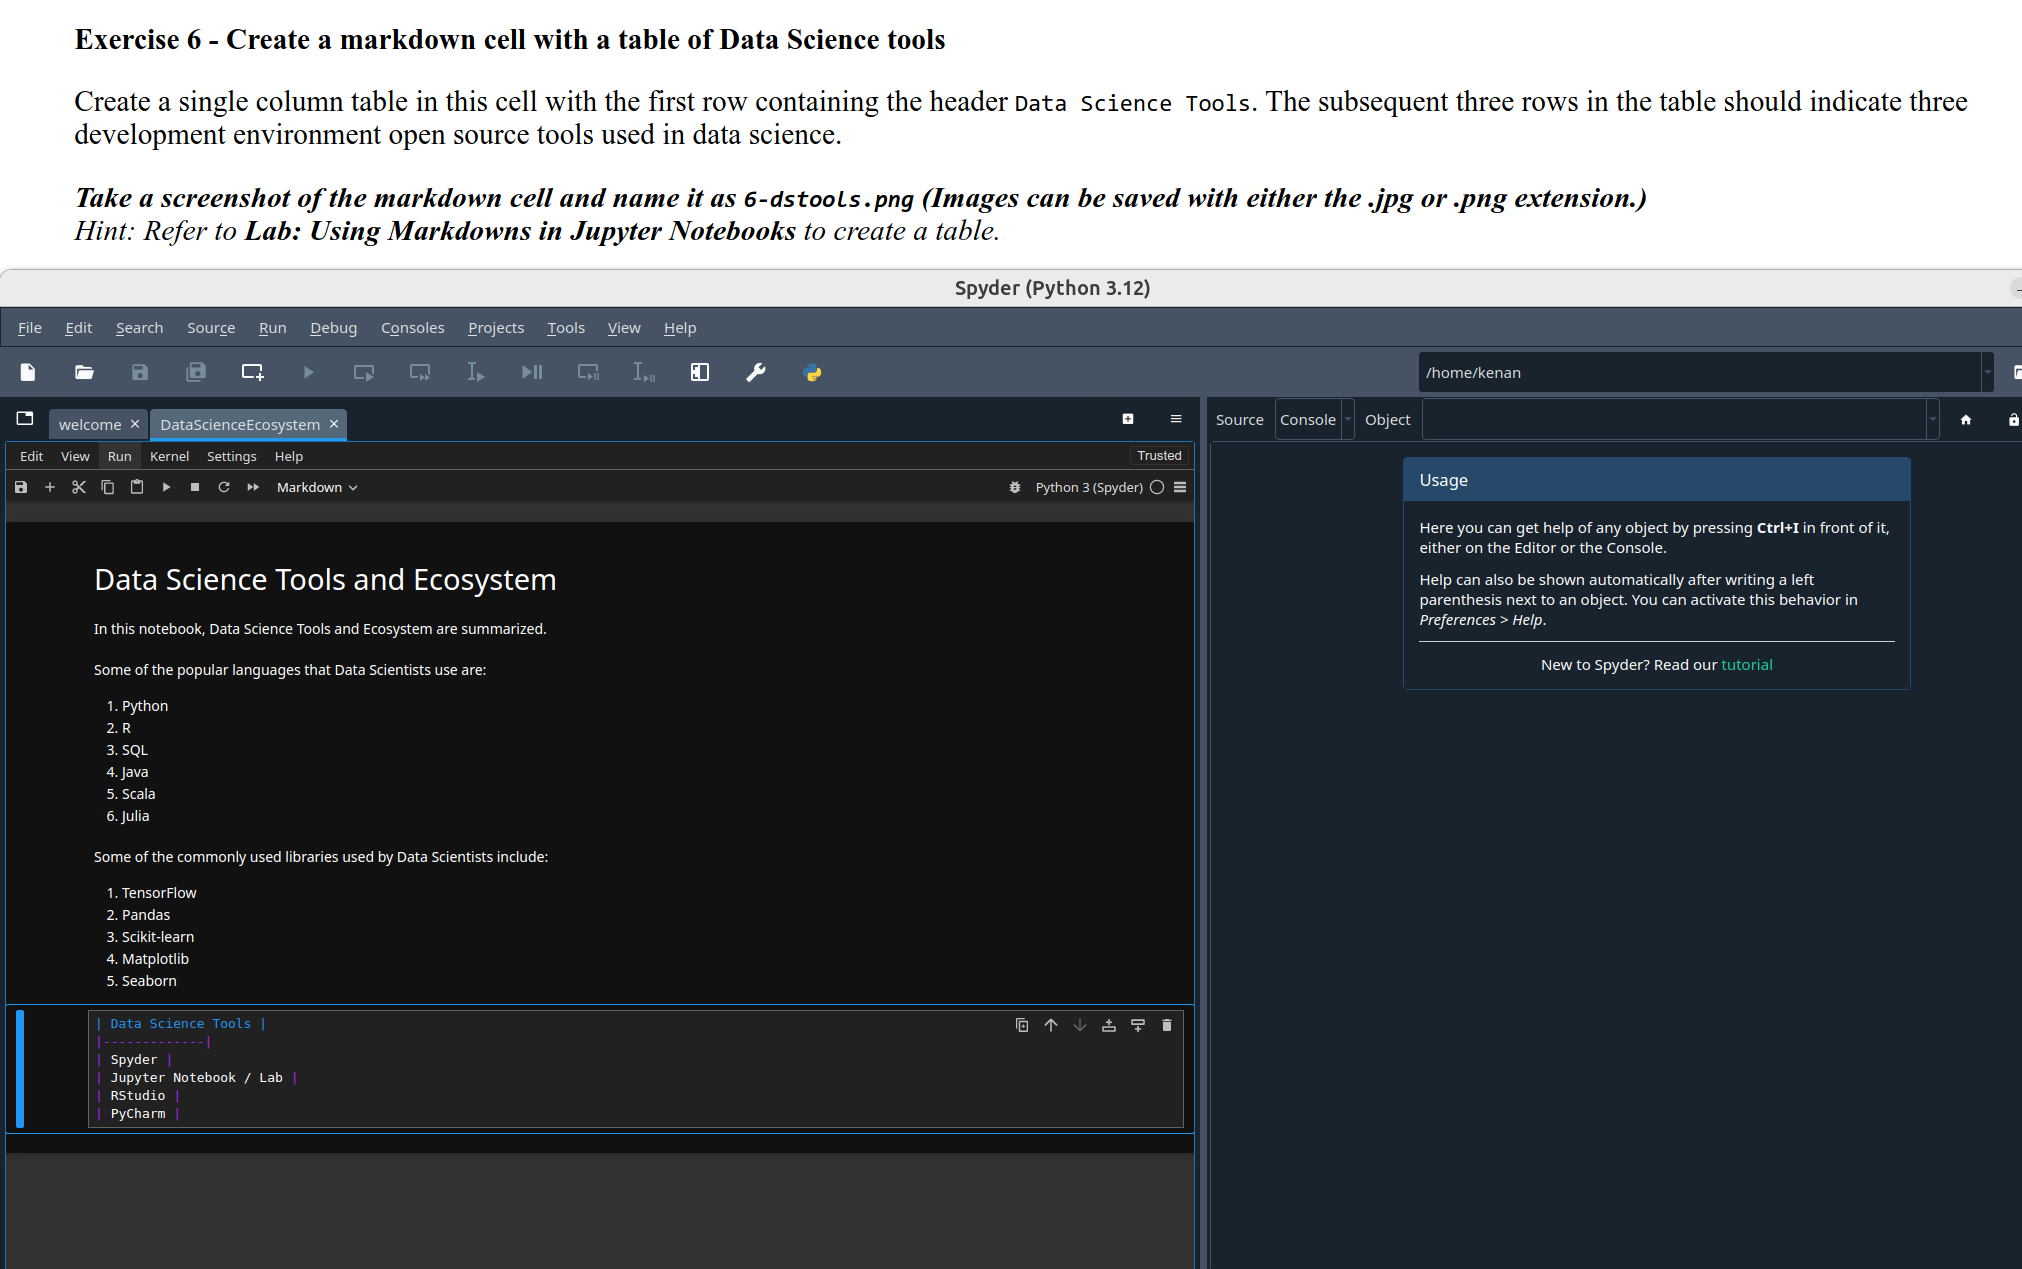 Exercise 6 - Create a markdown cell with a table of Data Science tools
Create a single column table in this cell with the first row containing the header Data Science Tools. The subsequent three rows in the table should indicate three
development environment open source tools used in data science.
Take a screenshot of the markdown cell and name it as 6-dstools.png (Images can be saved with either the .jpg or .png extension.)
Hint: Refer to Lab: Using Markdowns in Jupyter Notebooks to create a table.
Spyder (Python 3.12)
File Edit Search Source Run Debug Consoles Projects Tools View Help
/home/kenan
welcome DataScienceEcosystem
Source Console Object
Edit View Run Kernel Settings Help Trusted
Markdown Python 3 (Spyder)
Data Science Tools and Ecosystem
In this notebook, Data Science Tools and Ecosystem are summarized.
Some of the popular languages that Data Scientists use are:
1. Python
2. R
3. SQL
4. Java
5. Scala
6. Julia
Some of the commonly used libraries used by Data Scientists include:
1. TensorFlow
2. Pandas
3. Scikit-learn
4. Matplotlib
5. Seaborn
| Data Science Tools |
|-------------|
| Spyder |
| Jupyter Notebook / Lab |
| RStudio |
| PyCharm |
Usage
Here you can get help of any object by pressing Ctrl+I in front of it,
either on the Editor or the Console.
Help can also be shown automatically after writing a left
parenthesis next to an object. You can activate this behavior in
Preferences > Help.
New to Spyder? Read our tutorial